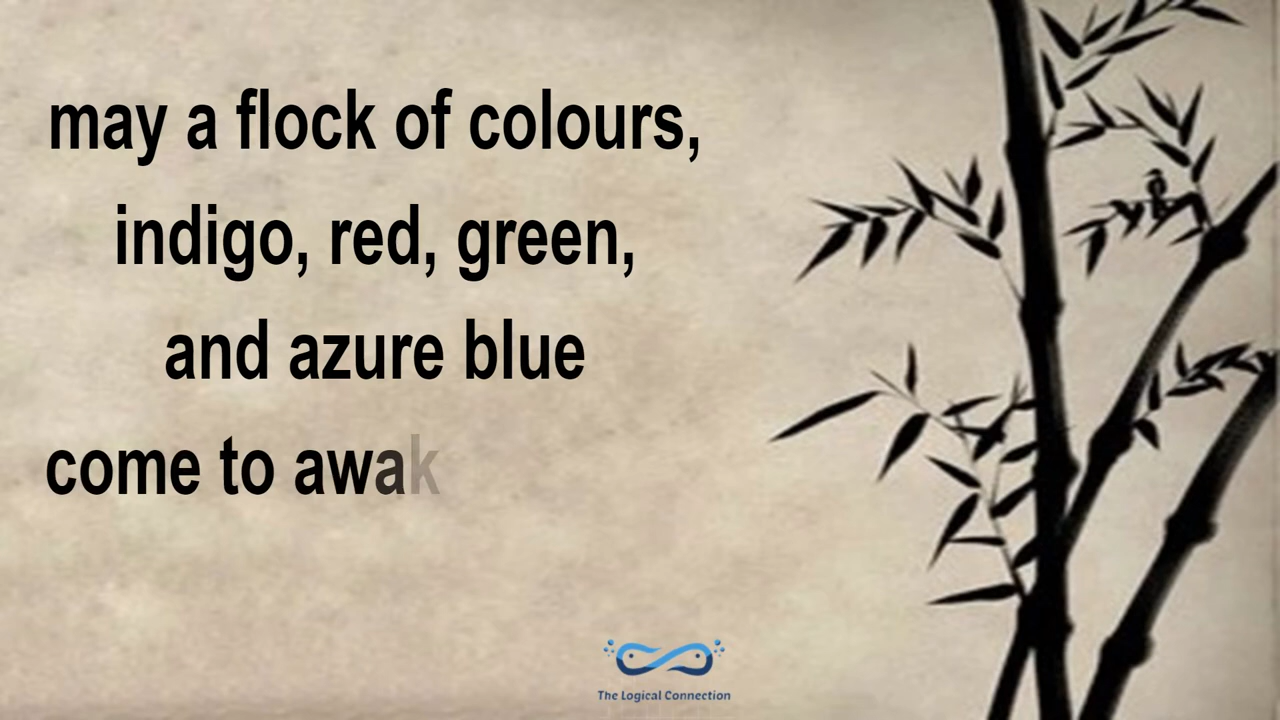 may a flock of colours,
indigo, red, green,
and azure blue
come to awak
The Logical Connection